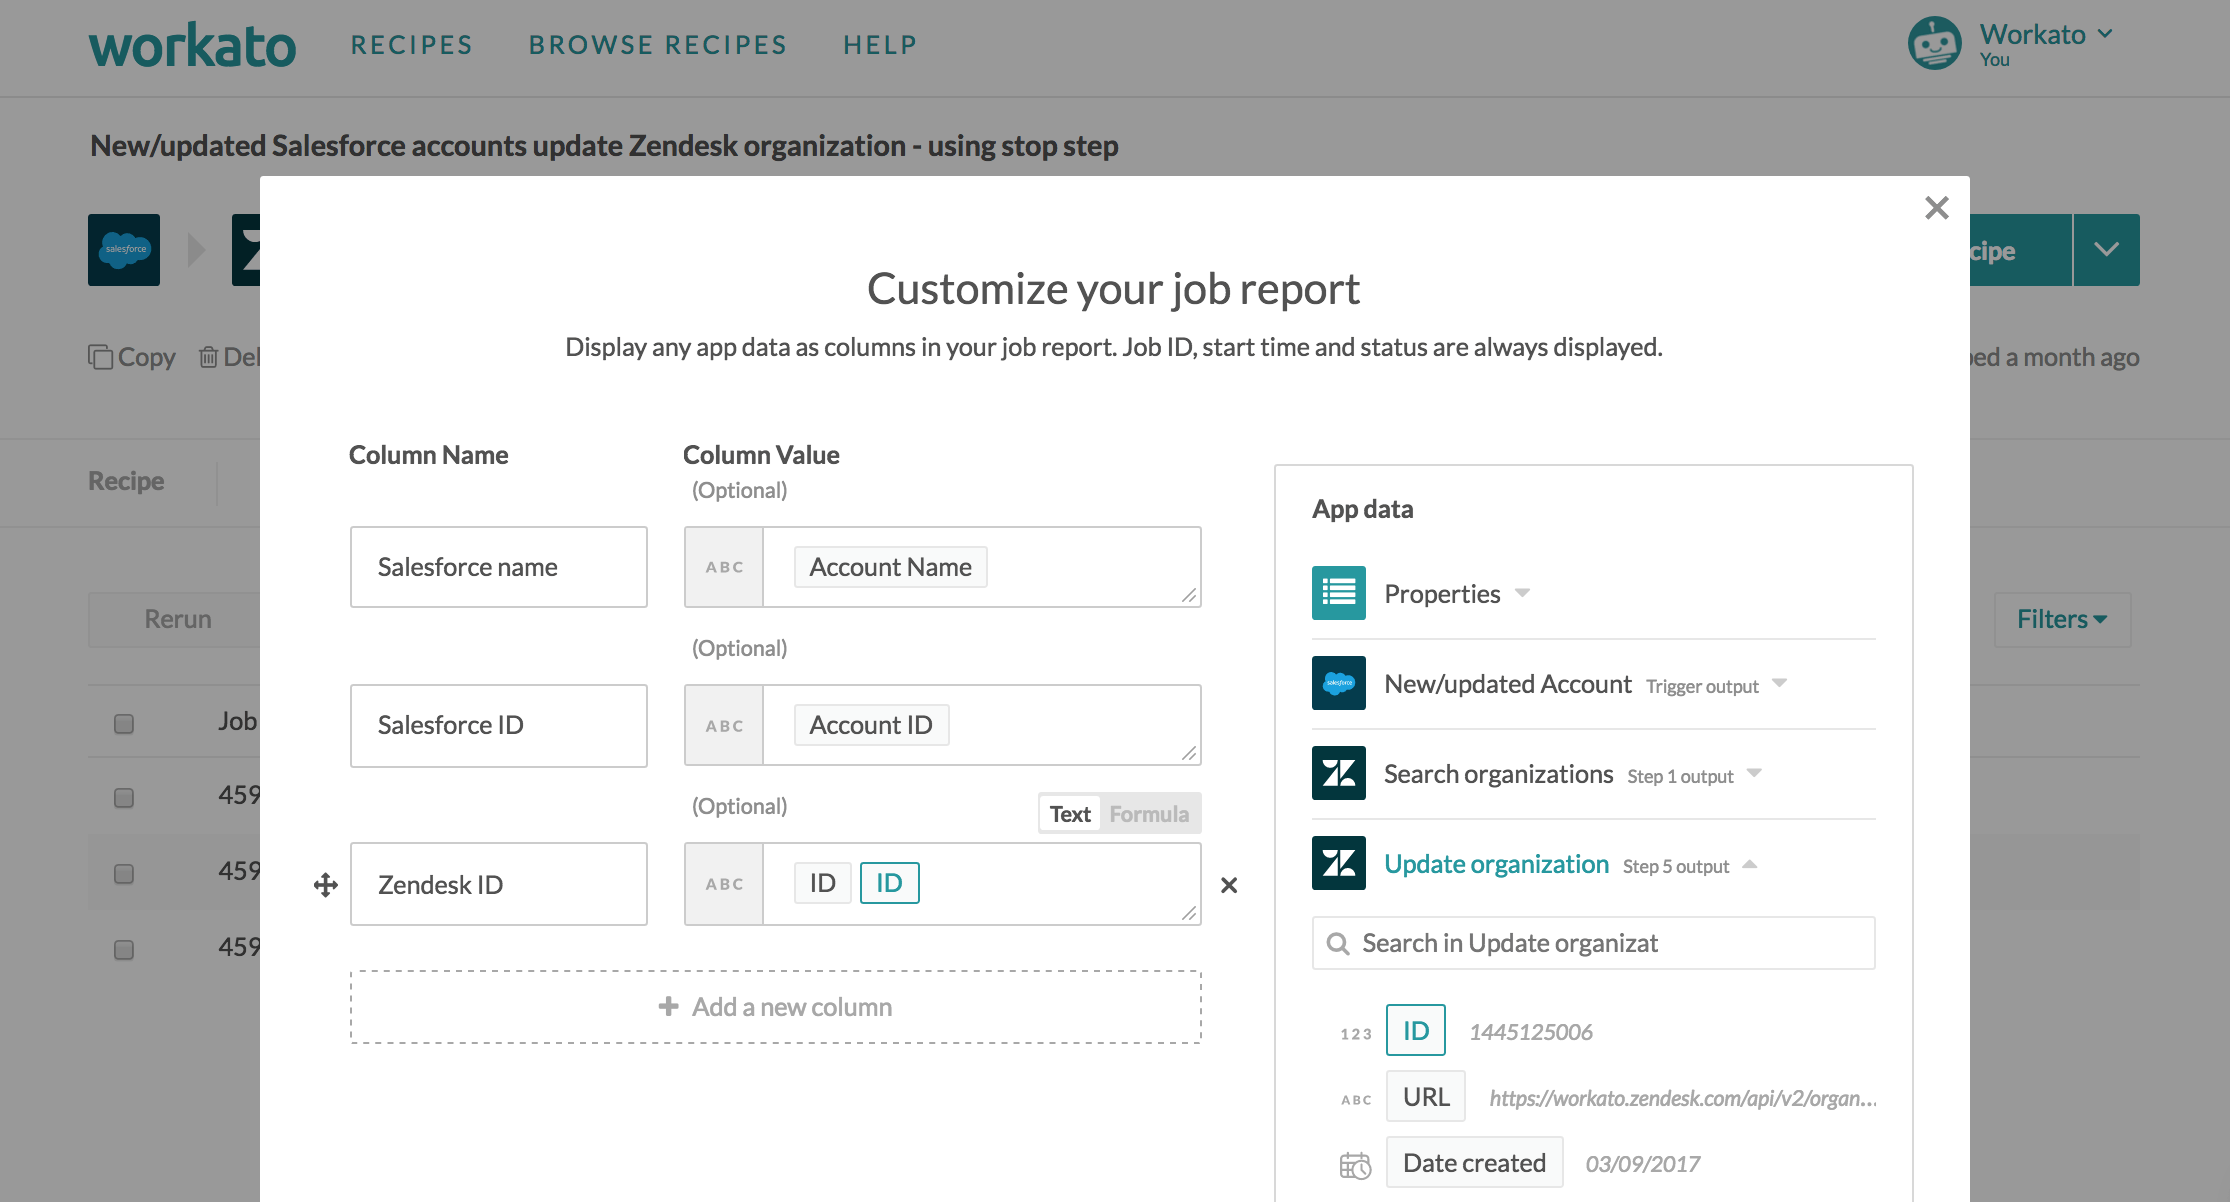 workato RECIPES BROWSE RECIPES HELP Workato
You
New/updated Salesforce accounts update Zendesk organization - using stop step
salesforce
cipe
Customize your job report
Display any app data as columns in your job report. Job ID, start time and status are always displayed.
Copy Del
ped a month ago
Recipe
Column Name Column Value
(Optional)
Salesforce name ABC Account Name
(Optional)
Salesforce ID ABC Account ID
(Optional) Text Formula
Zendesk ID ABC ID ID
+ Add a new column
App data
Properties
salesforce
New/updated Account Trigger output
Search organizations Step 1 output
Update organization Step 5 output
Search in Update organizat
123 ID 1445125006
ABC URL https://workato.zendesk.com/api/v2/organ...
Date created 03/09/2017
Rerun
Filters
Job
459
459
459